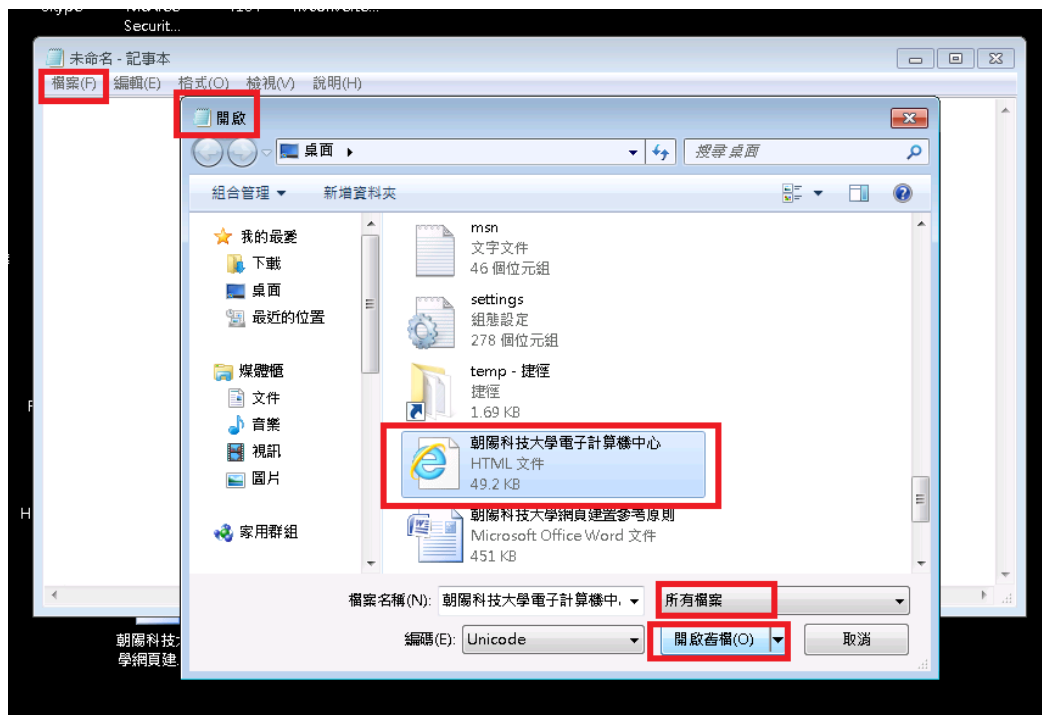 Securit...
未命名 - 記事本
檔案(F) 編輯(E) 格式(O) 檢視(V) 說明(H)
開啟
桌面
搜尋 桌面
組合管理 新增資料夾
我的最愛
下載
桌面
最近的位置
媒體櫃
文件
音樂
視訊
圖片
家用群組
msn
文字文件
46 個位元組
settings
組態設定
278 個位元組
temp - 捷徑
捷徑
1.69 KB
朝陽科技大學電子計算機中心
HTML 文件
49.2 KB
朝陽科技大學網頁建置參考原則
Microsoft Office Word 文件
451 KB
檔案名稱(N): 朝陽科技大學電子計算機中 所有檔案
編碼(E): Unicode 開啟舊檔(O) 取消
朝陽科技
學網頁建